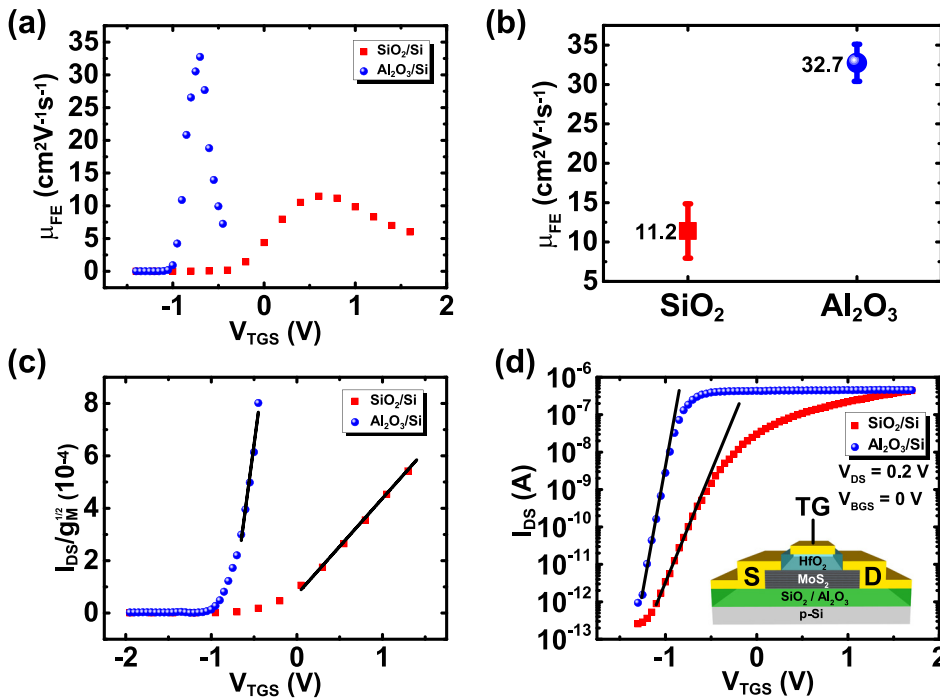 (a)
μFE (cm²V⁻¹s⁻¹)
35
30
25
20
15
10
5
0
-1
0
1
2
VTGS (V)
SiO₂/Si
Al₂O₃/Si
(b)
μFE (cm²V⁻¹s⁻¹)
35
30
25
20
15
10
5
11.2
32.7
SiO₂
Al₂O₃
(c)
IDS/gM^½ (10⁻⁴)
8
6
4
2
0
-2
-1
0
1
2
VTGS (V)
SiO₂/Si
Al₂O₃/Si
(d)
IDS (A)
10⁻⁶
10⁻⁷
10⁻⁸
10⁻⁹
10⁻¹⁰
10⁻¹¹
10⁻¹²
10⁻¹³
-1
0
1
2
VTGS (V)
SiO₂/Si
Al₂O₃/Si
VDS = 0.2 V
VBGS = 0 V
TG
HfO₂
S
MoS₂
D
SiO₂ / Al₂O₃
p-Si